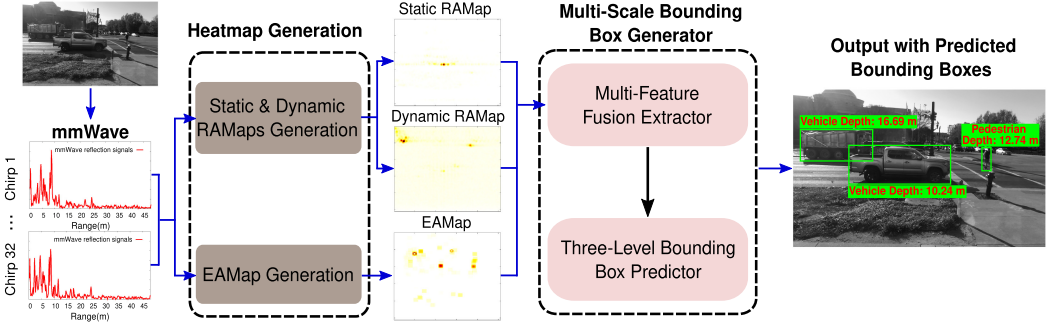 mmWave
Chirp 1
mmWave reflection signals
0 5 10 15 20 25 30 35 40 45
Range(m)
...
Chirp 32
mmWave reflection signals
0 5 10 15 20 25 30 35 40 45
Range(m)
Heatmap Generation
Static & Dynamic
RAMaps Generation
EAMap Generation
Static RAMap
Dynamic RAMap
EAMap
Multi-Scale Bounding
Box Generator
Multi-Feature
Fusion Extractor
Three-Level Bounding
Box Predictor
Output with Predicted
Bounding Boxes
Vehicle Depth: 16.69 m
Pedestrian
Depth: 12.74 m
Vehicle Depth: 10.24 m